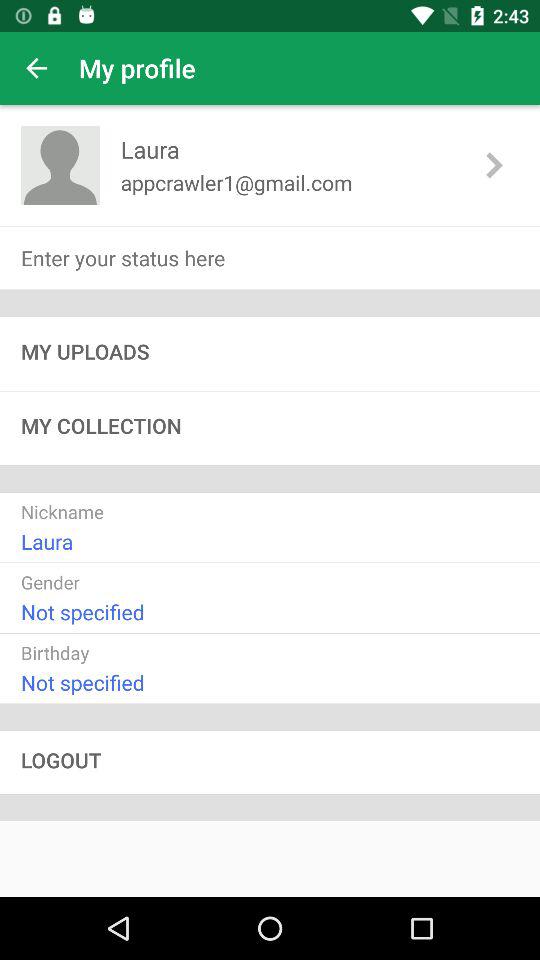 2:43
My profile
Laura
appcrawler1@gmail.com
Enter your status here
MY UPLOADS
MY COLLECTION
Nickname
Laura
Gender
Not specified
Birthday
Not specified
LOGOUT